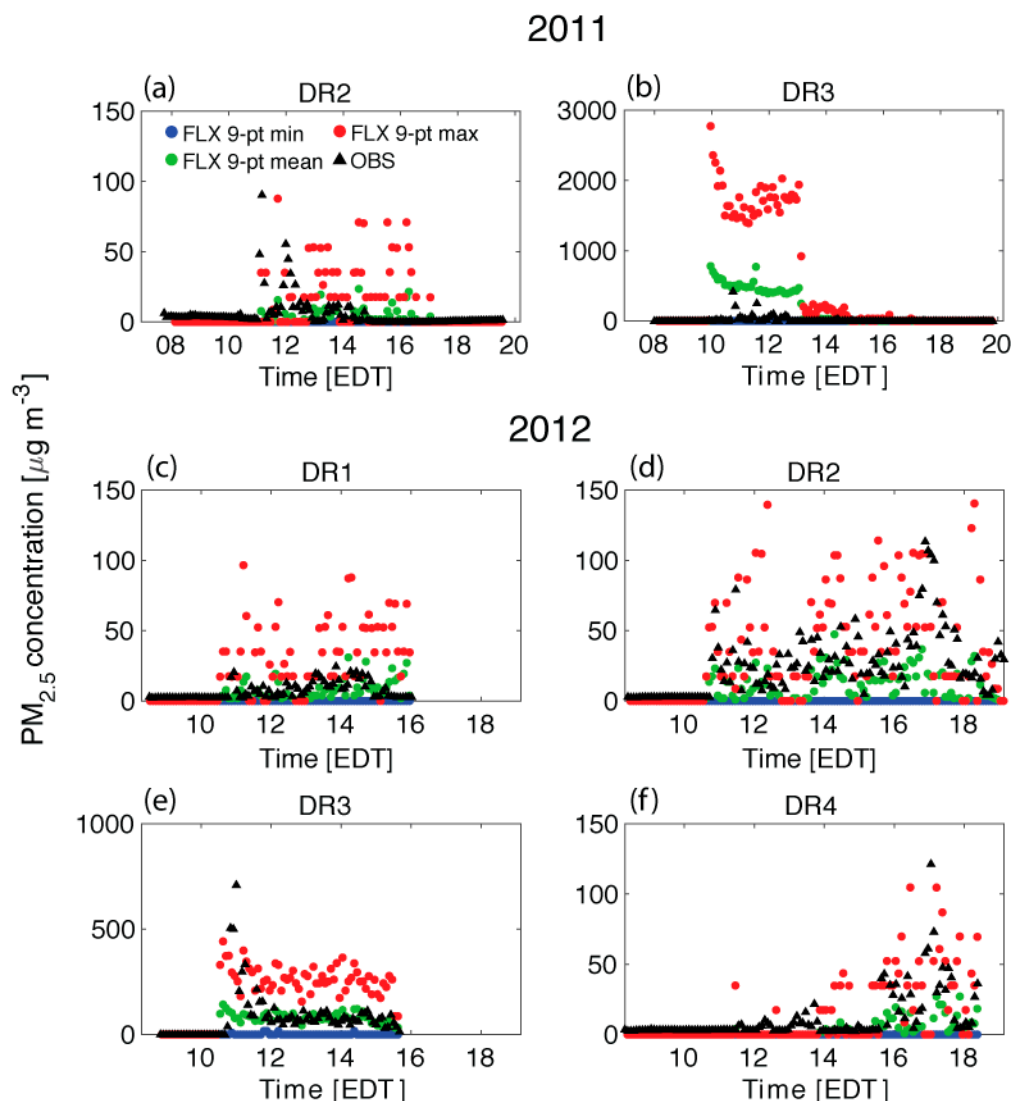 2011
(a) DR2
150
100
50
0
FLX 9-pt min FLX 9-pt max
FLX 9-pt mean OBS
08 10 12 14 16 18 20
Time [EDT]
(b) DR3
3000
2000
1000
0
08 10 12 14 16 18 20
Time [EDT]
PM2.5 concentration [μg m-3]
2012
(c) DR1
150
100
50
0
10 12 14 16 18
Time [EDT]
(d) DR2
150
100
50
0
10 12 14 16 18
Time [EDT]
(e) DR3
1000
500
0
10 12 14 16 18
Time [EDT]
(f) DR4
150
100
50
0
10 12 14 16 18
Time [EDT]